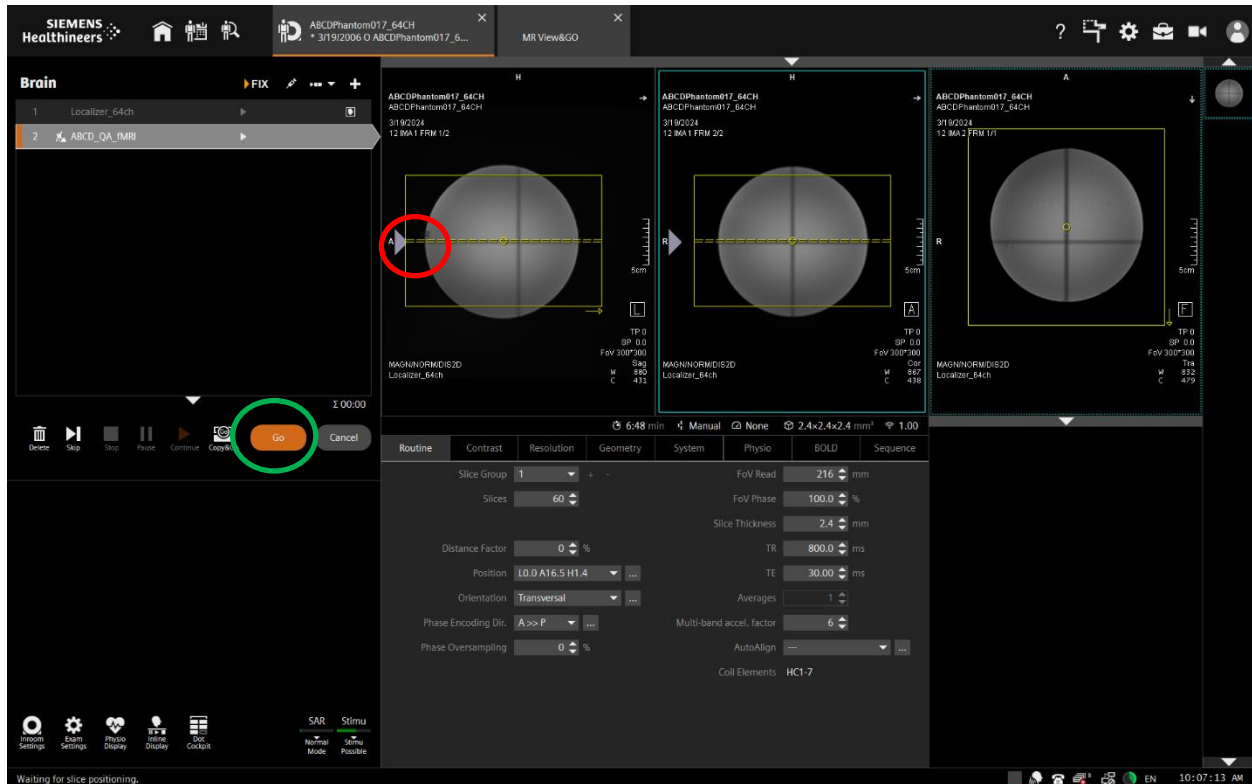 SIEMENS
Healthineers
ABCDPhantom017_64CH
* 3/19/2006 O ABCDPhantom017_6...
MR View&GO
?
Brain
FIX
1 Localizer_64ch
2 ABCD_QA_fMRI
Σ 00:00
Delete
Skip
Stop
Pause
Continue
Go
Cancel
H
ABCDPhantom017_64CH
ABCDPhantom017_64CH
3/19/2024
12 IMA 1 FRM 1/2
A
5cm
L
TP 0
SP 0.0
FoV 300*300
Sag
W 880
C 431
MAGN/NORM/DIS2D
Localizer_64ch
H
ABCDPhantom017_64CH
ABCDPhantom017_64CH
3/19/2024
12 IMA 1 FRM 2/2
R
5cm
A
TP 0
SP 0.0
FoV 300*300
Cor
W 867
C 438
MAGN/NORM/DIS2D
Localizer_64ch
A
ABCDPhantom017_64CH
ABCDPhantom017_64CH
3/19/2024
12 IMA 2 FRM 1/1
R
5cm
F
TP 0
SP 0.0
FoV 300*300
Tra
W 832
C 479
MAGN/NORM/DIS2D
Localizer_64ch
6:48 min Manual None 2.4×2.4×2.4 mm³ 1.00
Routine Contrast Resolution Geometry System Physio BOLD Sequence
Slice Group 1 + -
Slices 60
Distance Factor 0 %
Position L0.0 A16.5 H1.4 ...
Orientation Transversal ...
Phase Encoding Dir. A >> P ...
Phase Oversampling 0 %
FoV Read 216 mm
FoV Phase 100.0 %
Slice Thickness 2.4 mm
TR 800.0 ms
TE 30.00 ms
Averages 1
Multi-band accel. factor 6
AutoAlign --- ...
Coil Elements HC1-7
Inroom
Settings
Exam
Settings
Physio
Display
Inline
Display
Dot
Cockpit
SAR
Normal
Mode
Stimu
Stimu
Possible
Waiting for slice positioning.
EN 10:07:13 AM